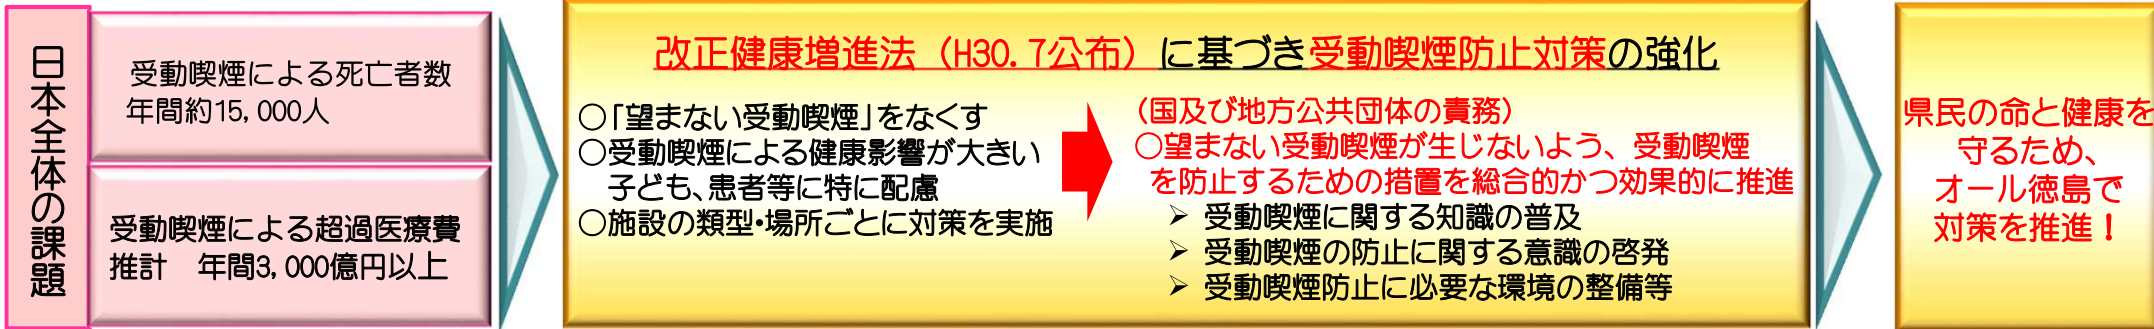 日本全体の課題
受動喫煙による死亡者数
年間約15,000人
受動喫煙による超過医療費
推計　年間3,000億円以上
改正健康増進法（H30.7公布）に基づき受動喫煙防止対策の強化
○「望まない受動喫煙」をなくす
○受動喫煙による健康影響が大きい
子ども、患者等に特に配慮
○施設の類型・場所ごとに対策を実施
（国及び地方公共団体の責務）
○望まない受動喫煙が生じないよう、受動喫煙
を防止するための措置を総合的かつ効果的に推進
➢ 受動喫煙に関する知識の普及
➢ 受動喫煙の防止に関する意識の啓発
➢ 受動喫煙防止に必要な環境の整備等
県民の命と健康を
守るため、
オール徳島で
対策を推進！